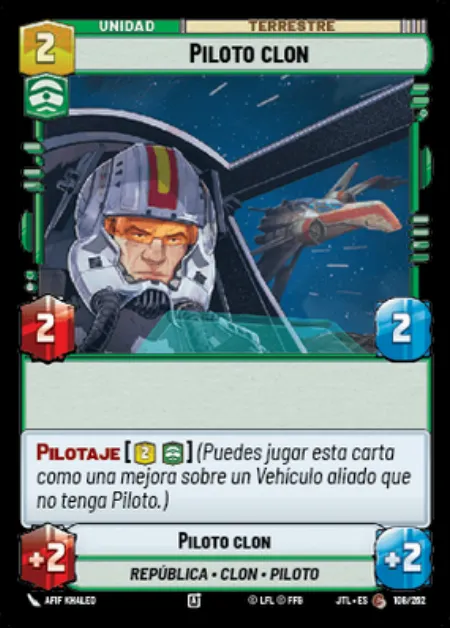 2
UNIDAD
TERRESTRE
PILOTO CLON
2
2
PILOTAJE [2] (Puedes jugar esta carta
como una mejora sobre un Vehículo aliado que
no tenga Piloto.)
+2
PILOTO CLON
+2
REPÚBLICA • CLON • PILOTO
AFIF KHALED
A
© LFL © FFG
JTL • ES
106/262